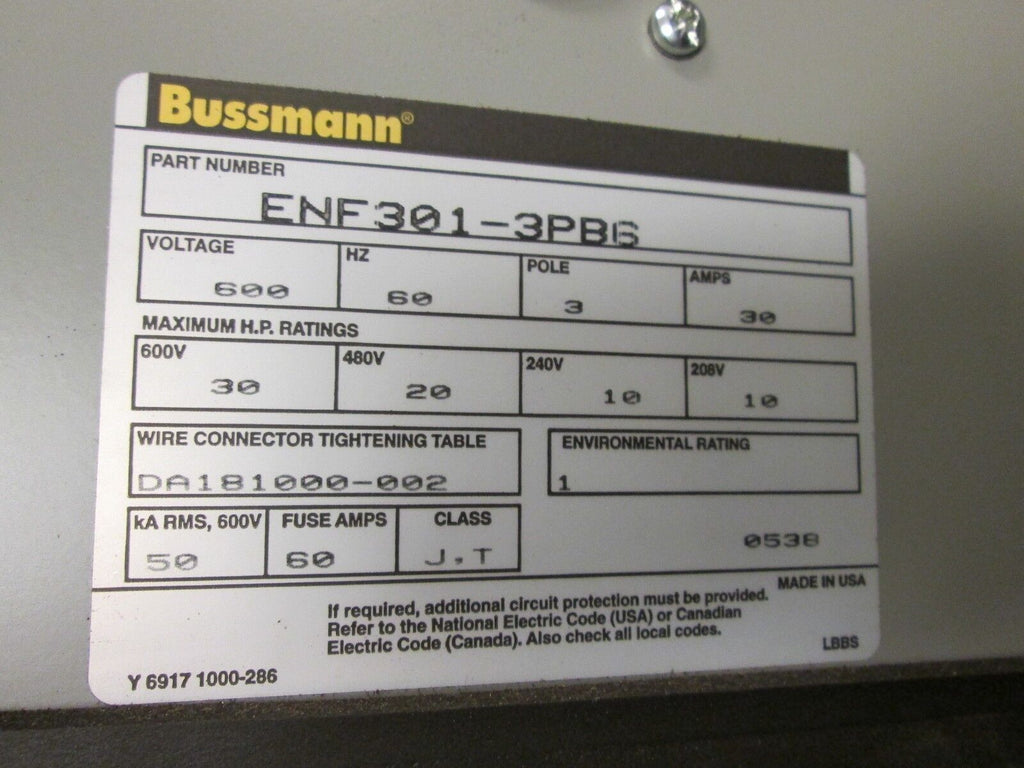 Bussmann®
PART NUMBER
ENF301-3PB6
VOLTAGE HZ POLE AMPS
600 60 3 30
MAXIMUM H.P. RATINGS
600V 480V 240V 208V
30 20 10 10
WIRE CONNECTOR TIGHTENING TABLE ENVIRONMENTAL RATING
DA181000-002 1
kA RMS, 600V FUSE AMPS CLASS
50 60 J,T
0538
MADE IN USA
If required, additional circuit protection must be provided.
Refer to the National Electric Code (USA) or Canadian
Electric Code (Canada). Also check all local codes.
LBBS
Y 6917 1000-286